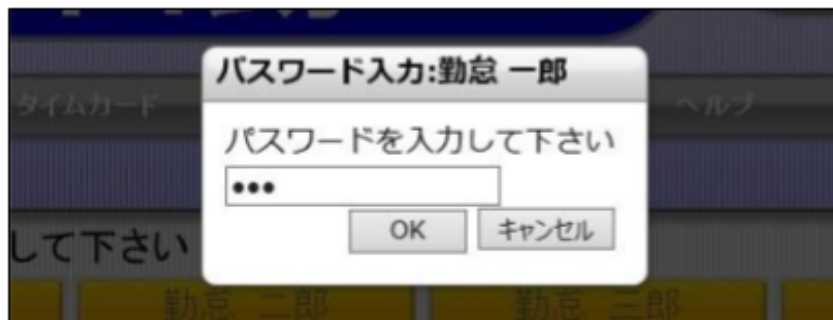 パスワード入力:勤怠 一郎
タイムカード
ヘルプ
パスワードを入力して下さい
•••
OK キャンセル
して下さい
勤怠 二郎 勤怠 三郎